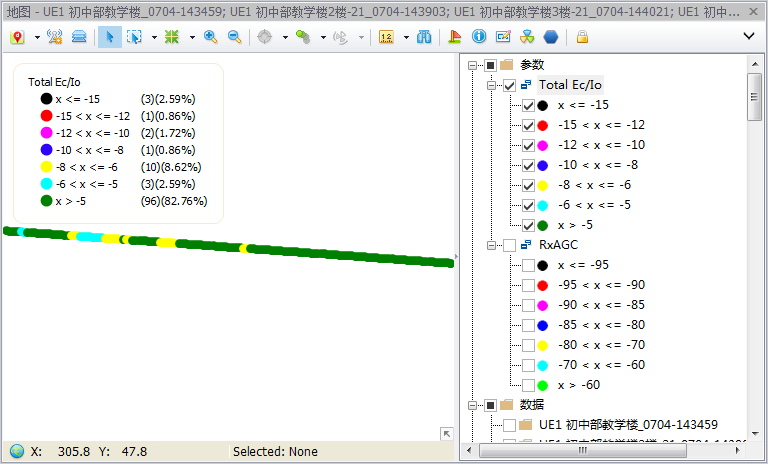 地图 - UE1 初中部教学楼_0704-143459; UE1 初中部教学楼2楼-21_0704-143903; UE1 初中部教学楼3楼-21_0704-144021; UE1 初中...
1.2
Total Ec/Io
x <= -15 (3)(2.59%)
-15 < x <= -12 (1)(0.86%)
-12 < x <= -10 (2)(1.72%)
-10 < x <= -8 (1)(0.86%)
-8 < x <= -6 (10)(8.62%)
-6 < x <= -5 (3)(2.59%)
x > -5 (96)(82.76%)
参数
Total Ec/Io
x <= -15
-15 < x <= -12
-12 < x <= -10
-10 < x <= -8
-8 < x <= -6
-6 < x <= -5
x > -5
RxAGC
x <= -95
-95 < x <= -90
-90 < x <= -85
-85 < x <= -80
-80 < x <= -70
-70 < x <= -60
x > -60
数据
UE1 初中部教学楼_0704-143459
X: 305.8 Y: 47.8 Selected: None